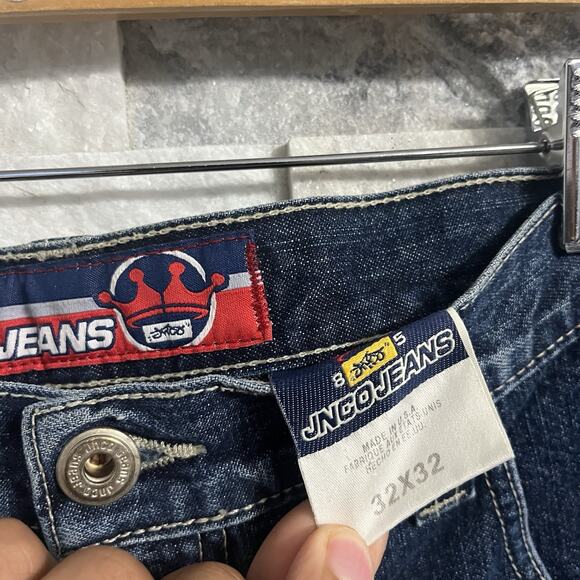 JEANS
JNCO
8 JNCO 5
JNCO JEANS
MADE IN U.S.A.
FABRIQUE AUX ETATS UNIS
HECHO EN EE.UU.
32X32
JNCO JEANS